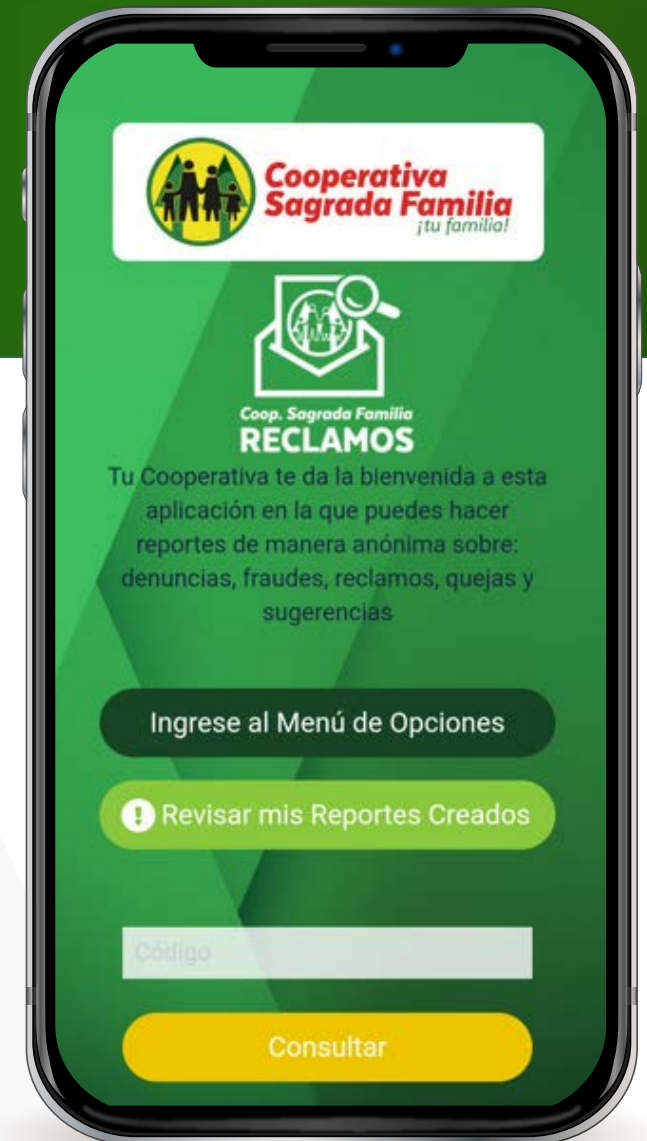 Cooperativa
Sagrada Familia
¡tu familia!
Coop. Sagrada Familia
RECLAMOS
Tu Cooperativa te da la bienvenida a esta
aplicación en la que puedes hacer
reportes de manera anónima sobre:
denuncias, fraudes, reclamos, quejas y
sugerencias
Ingrese al Menú de Opciones
Revisar mis Reportes Creados
Código
Consultar